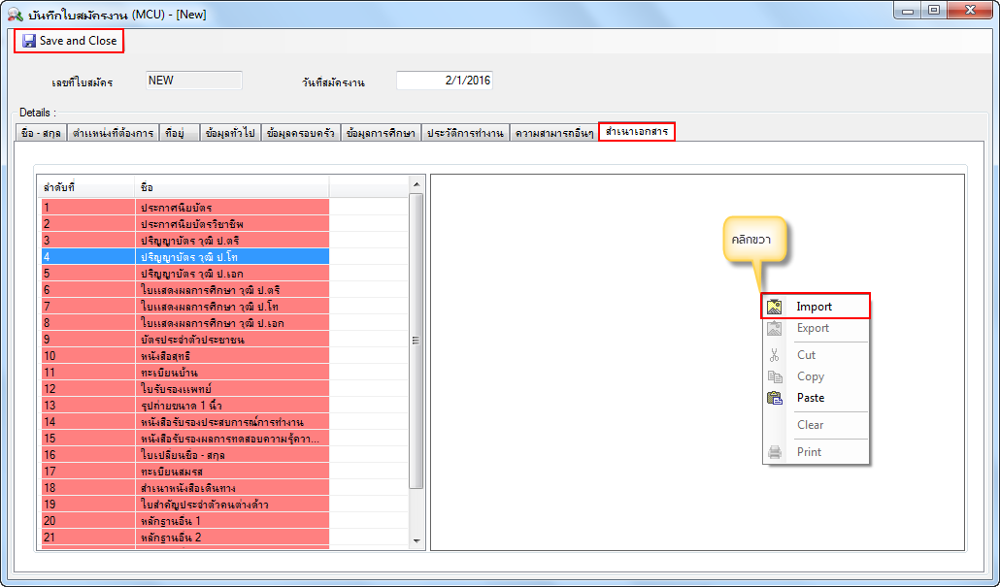 บันทึกใบสมัครงาน (MCU) - [New]
Save and Close
เลขที่ใบสมัคร NEW วันที่สมัครงาน 2/1/2016
Details :
ชื่อ - สกุล ตำแหน่งที่ต้องการ ที่อยู่ ข้อมูลทั่วไป ข้อมูลครอบครัว ข้อมูลการศึกษา ประวัติการทำงาน ความสามารถอื่นๆ สำเนาเอกสาร
ลำดับที่ ชื่อ
1 ประกาศนียบัตร
2 ประกาศนียบัตรวิชาชีพ
3 ปริญญาบัตร วุฒิ ป.ตรี
4 ปริญญาบัตร วุฒิ ป.โท
5 ปริญญาบัตร วุฒิ ป.เอก
6 ใบแสดงผลการศึกษา วุฒิ ป.ตรี
7 ใบแสดงผลการศึกษา วุฒิ ป.โท
8 ใบแสดงผลการศึกษา วุฒิ ป.เอก
9 บัตรประจำตัวประชาชน
10 หนังสือสุทธิ
11 ทะเบียนบ้าน
12 ใบรับรองแพทย์
13 รูปถ่ายขนาด 1 นิ้ว
14 หนังสือรับรองประสบการณ์การทำงาน
15 หนังสือรับรองผลการทดสอบความรู้ควา...
16 ใบเปลี่ยนชื่อ - สกุล
17 ทะเบียนสมรส
18 สำเนาหนังสือเดินทาง
19 ใบสำคัญประจำตัวคนต่างด้าว
20 หลักฐานอื่น 1
21 หลักฐานอื่น 2
คลิกขวา
Import
Export
Cut
Copy
Paste
Clear
Print